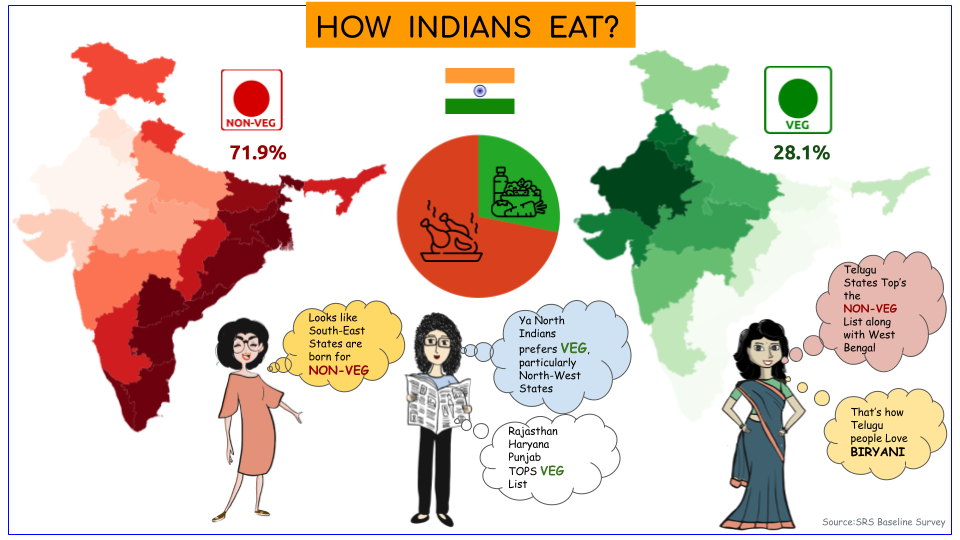 HOW INDIANS EAT?
NON-VEG
71.9%
VEG
28.1%
Looks like
South-East
States are
born for
NON-VEG
Ya North
Indians
prefers VEG,
particularly
North-West
States
Rajasthan
Haryana
Punjab
TOPS VEG
List
Telugu
States Top's
the
NON-VEG
List along
with West
Bengal
That's how
Telugu
people Love
BIRYANI
Source:SRS Baseline Survey